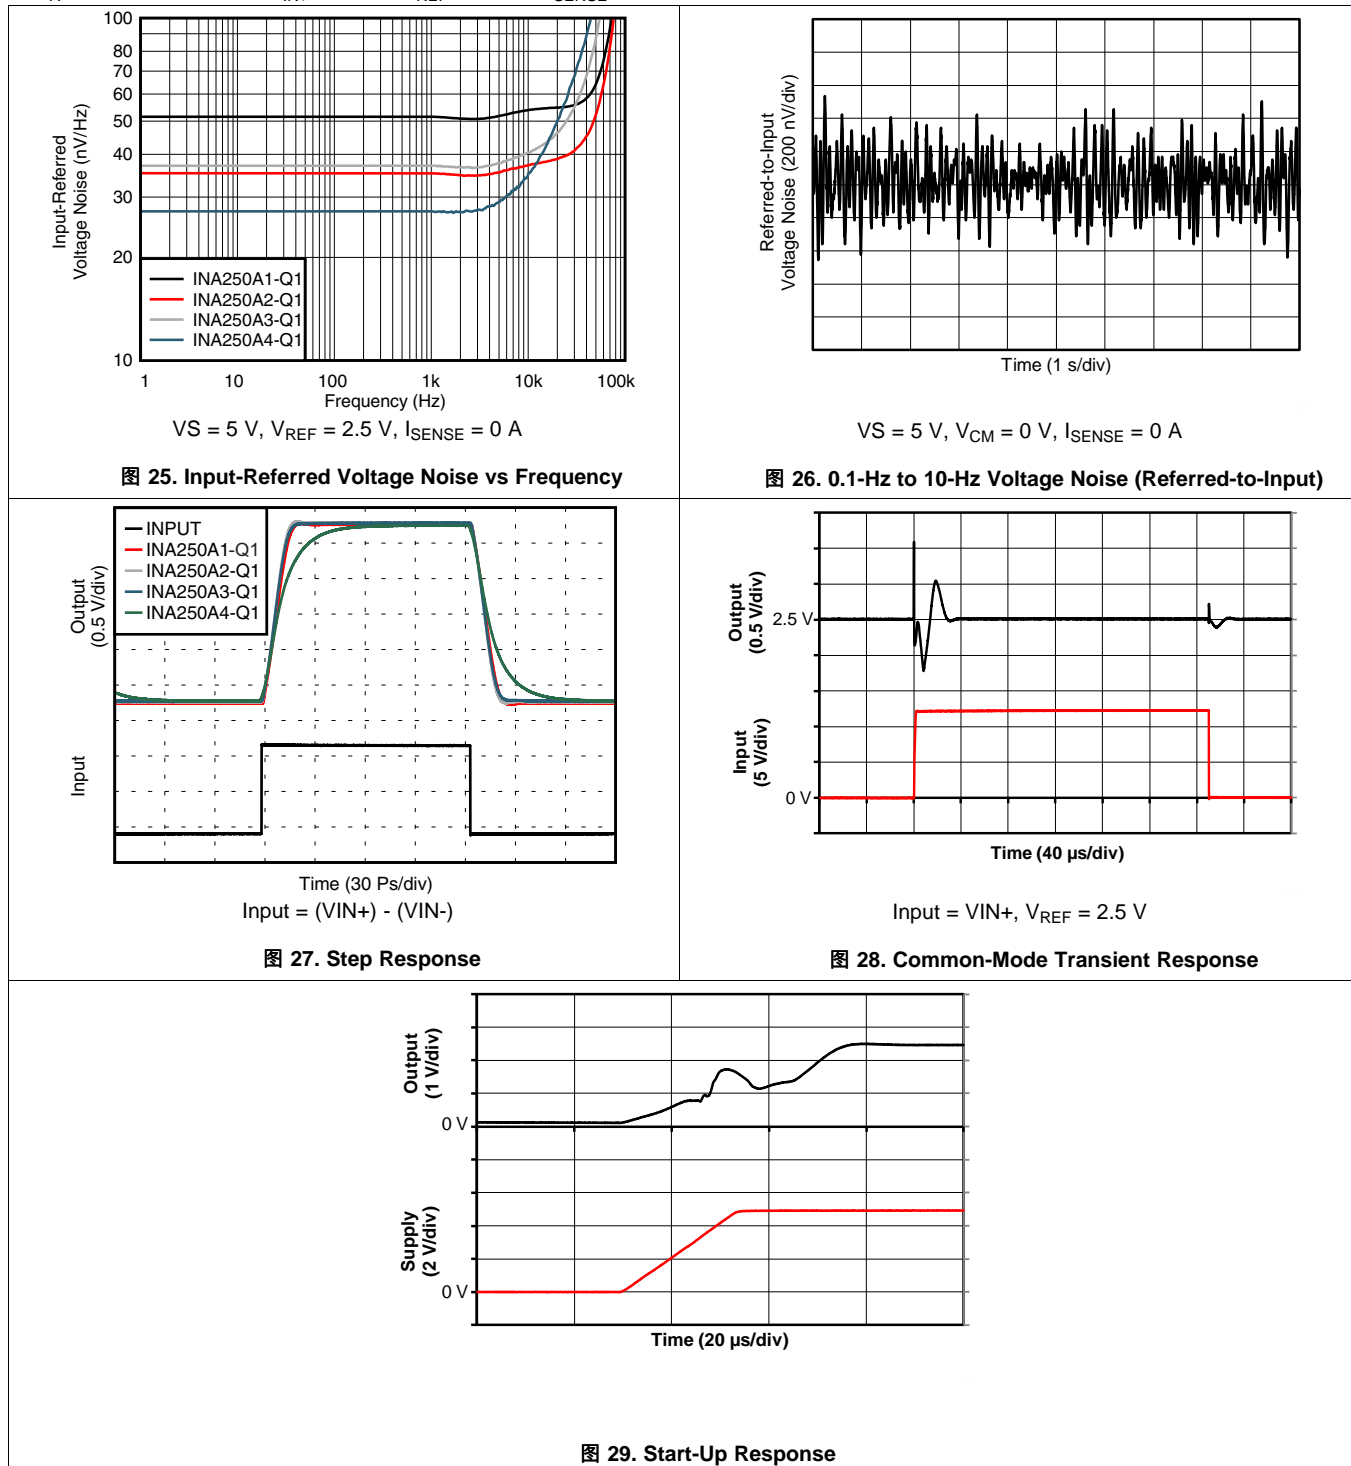 100
80
70
60
50
40
30
20
10
Input-Referred
Voltage Noise (nV/Hz)
INA250A1-Q1
INA250A2-Q1
INA250A3-Q1
INA250A4-Q1
1 10 100 1k 10k 100k
Frequency (Hz)
VS = 5 V, VREF = 2.5 V, ISENSE = 0 A
图 25. Input-Referred Voltage Noise vs Frequency
Referred-to-Input
Voltage Noise (200 nV/div)
Time (1 s/div)
VS = 5 V, VCM = 0 V, ISENSE = 0 A
图 26. 0.1-Hz to 10-Hz Voltage Noise (Referred-to-Input)
INPUT
INA250A1-Q1
INA250A2-Q1
INA250A3-Q1
INA250A4-Q1
Output
(0.5 V/div)
Input
Time (30 Ps/div)
Input = (VIN+) - (VIN-)
图 27. Step Response
Output
(0.5 V/div)
2.5 V
Input
(5 V/div)
0 V
Time (40 µs/div)
Input = VIN+, VREF = 2.5 V
图 28. Common-Mode Transient Response
Output
(1 V/div)
0 V
Supply
(2 V/div)
0 V
Time (20 µs/div)
图 29. Start-Up Response